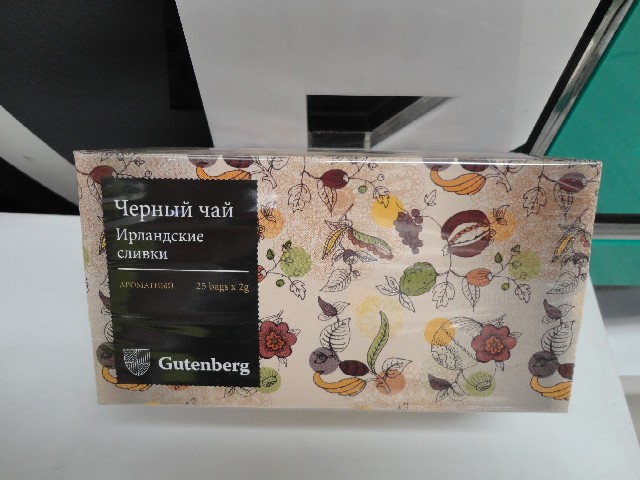 Черный чай
Ирландские
сливки
АРОМАТНЫЙ 25 bags x 2g
Gutenberg